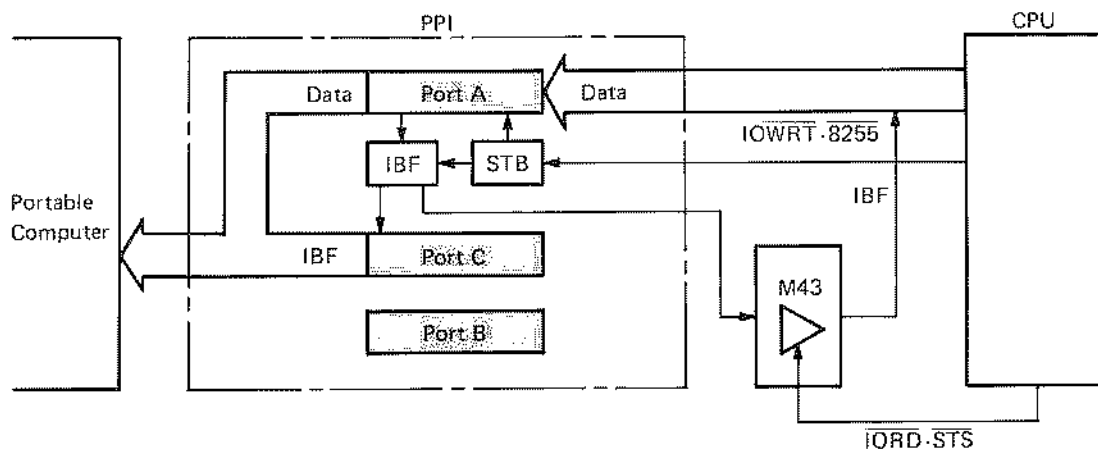 PPI
CPU
Data
Port A
Data
IOWRT·8255
IBF
STB
IBF
Portable
Computer
IBF
Port C
M43
Port B
IORD·STS